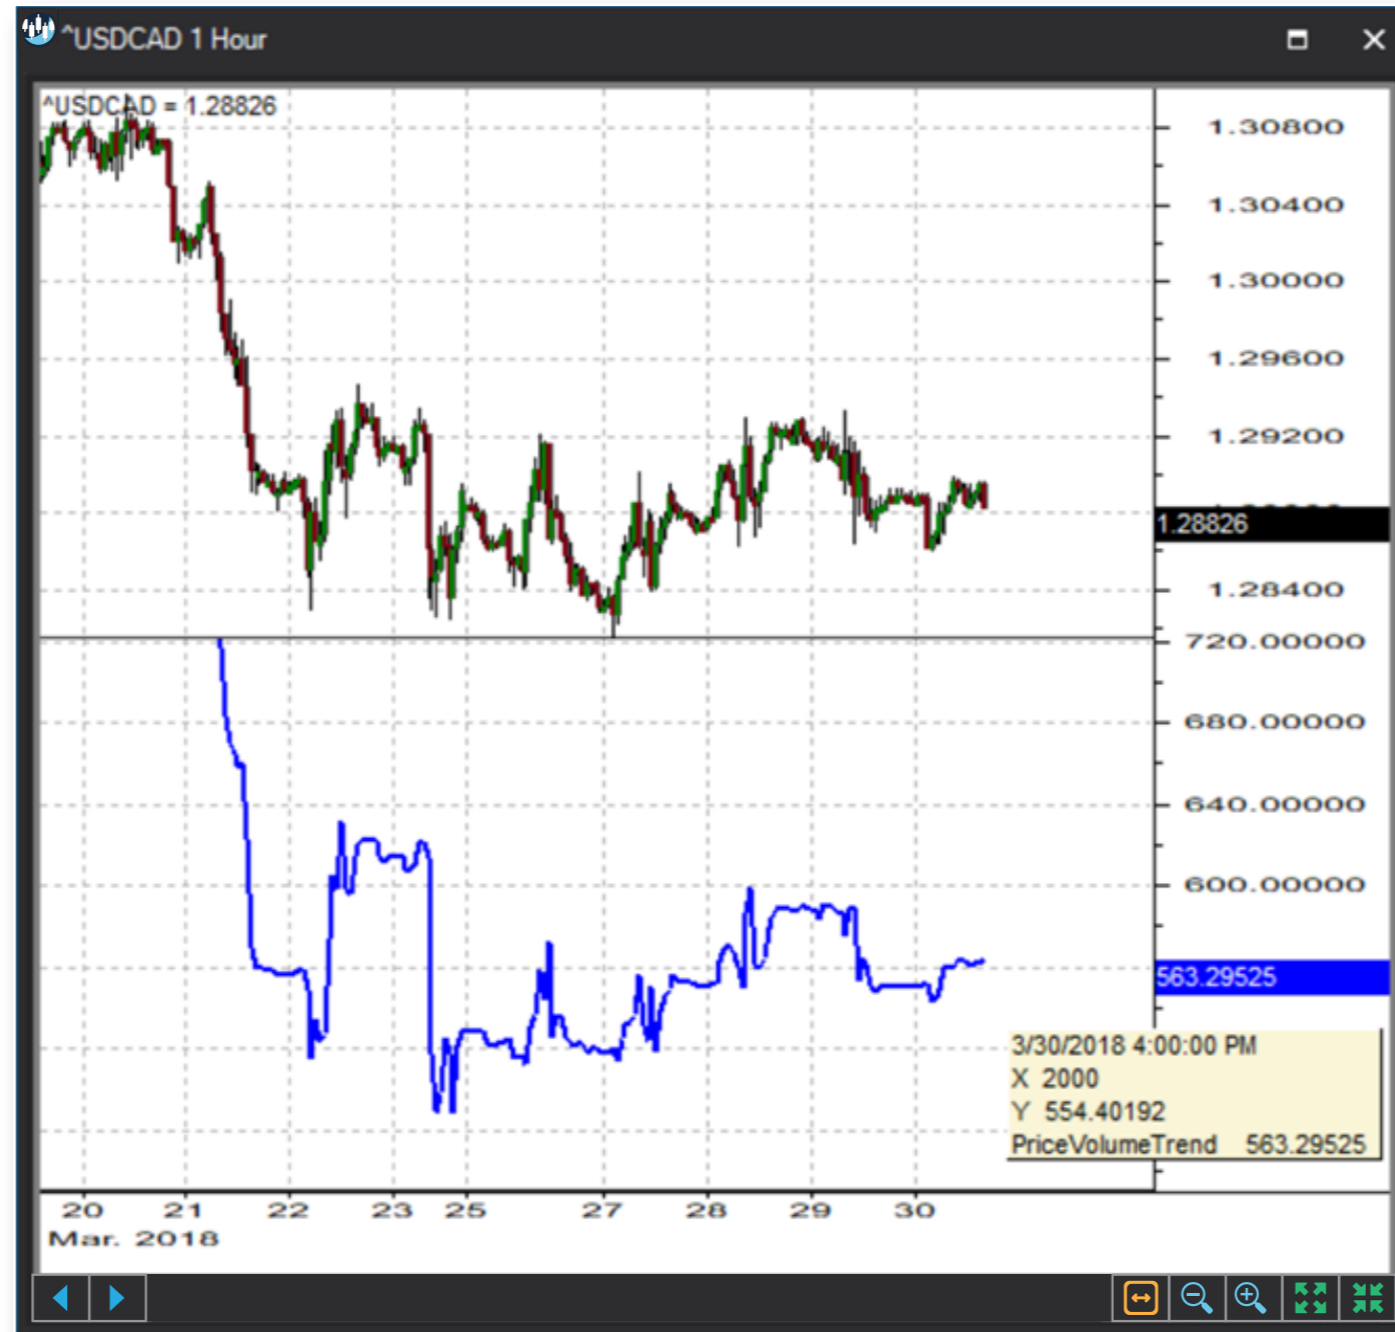 ^USDCAD 1 Hour
^USDCAD = 1.28826
1.30800
1.30400
1.30000
1.29600
1.29200
1.28826
1.28400
720.00000
680.00000
640.00000
600.00000
563.29525
3/30/2018 4:00:00 PM
X 2000
Y 554.40192
PriceVolumeTrend 563.29525
20 21 22 23 25 27 28 29 30
Mar. 2018